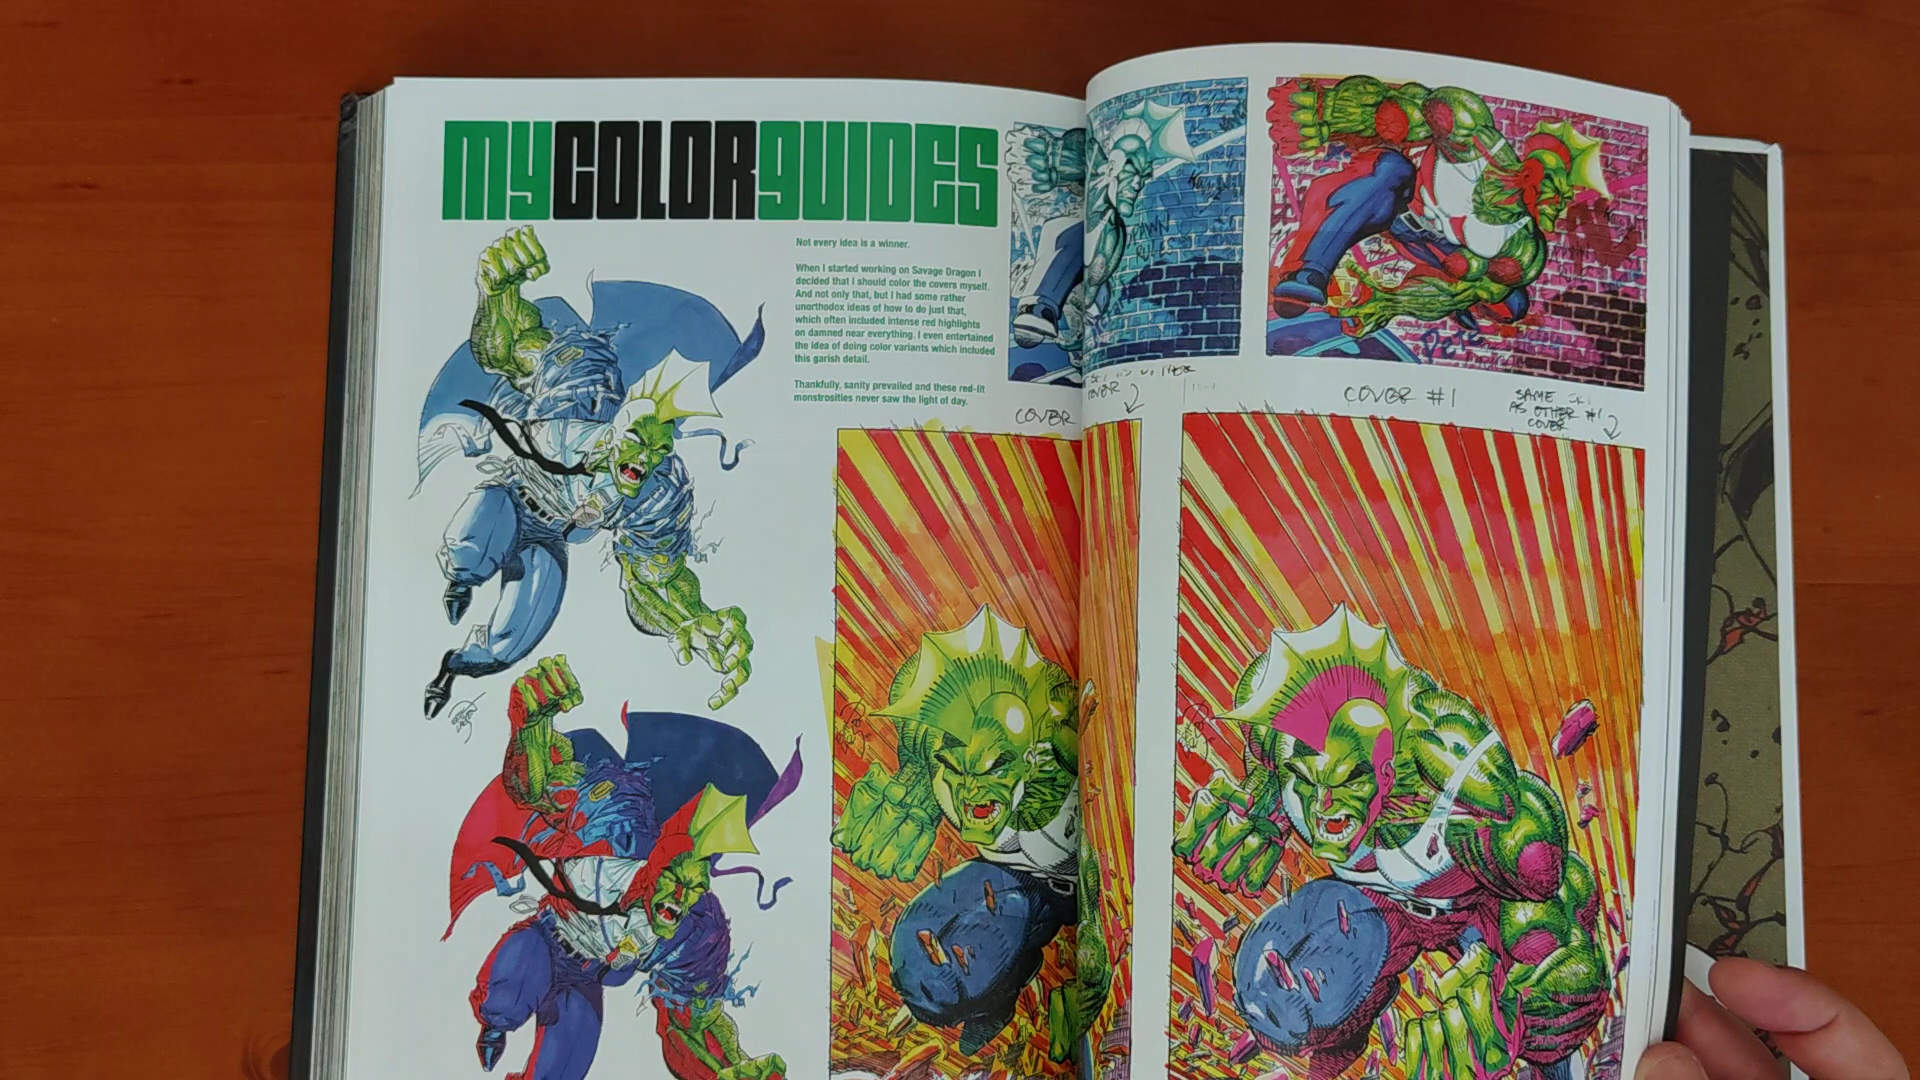 MYCOLORGUIDES
Not every idea is a winner.
When I started working on Savage Dragon I
decided that I should color the covers myself.
And not only that, but I had some rather
unorthodox ideas of how to do just that,
which often included intense red highlights
on damned near everything. I even entertained
the idea of doing color variants which included
this garish detail.
Thankfully, sanity prevailed and these red-lit
monstrosities never saw the light of day.
COVER
COVER
COVER #1
SAME
AS OTHER #1
COVER
PETE
ERIK
LARSEN